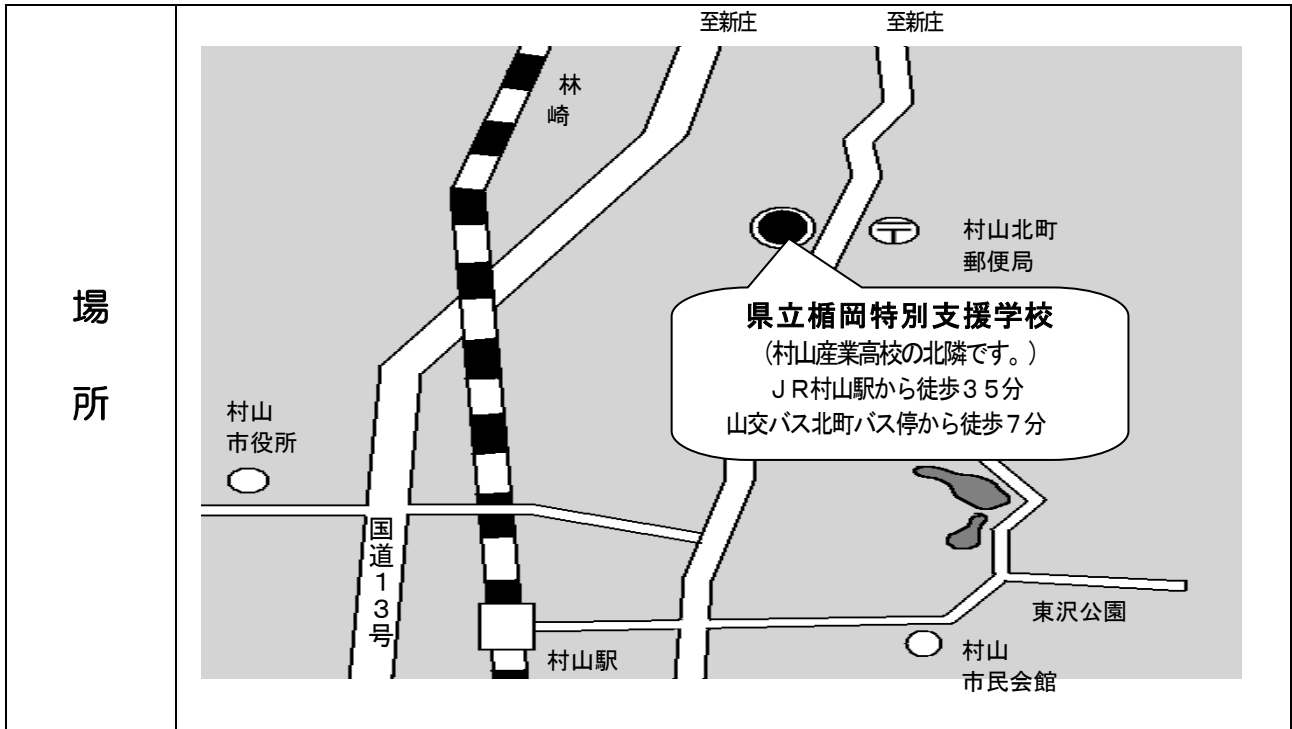 場
所
至新庄
至新庄
林
崎
村山北町
郵便局
県立楯岡特別支援学校
(村山産業高校の北隣です。)
ＪＲ村山駅から徒歩３５分
山交バス北町バス停から徒歩７分
村山
市役所
国道１３号
村山駅
東沢公園
村山
市民会館